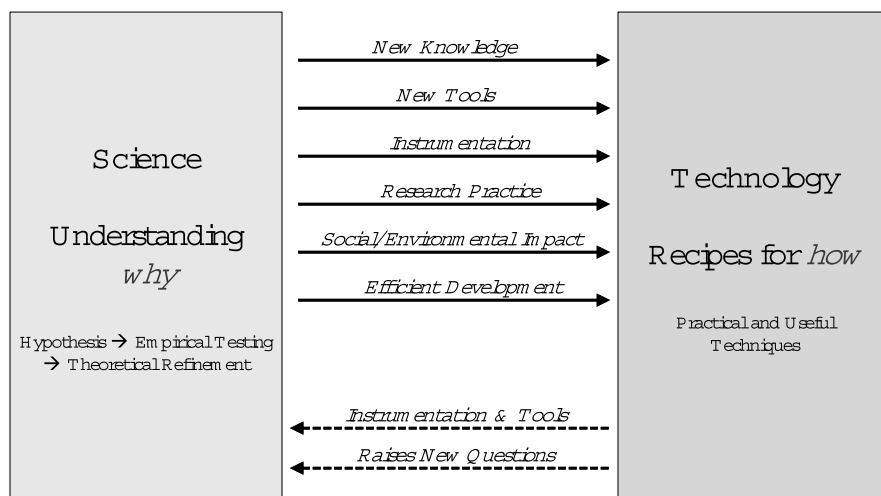 Science
Understanding
why
Hypothesis → Empirical Testing
→ Theoretical Refinement
New Knowledge
New Tools
Instrumentation
Research Practice
Social/Environmental Impact
Efficient Development
Instrumentation & Tools
Raises New Questions
Technology
Recipes for how
Practical and Useful
Techniques